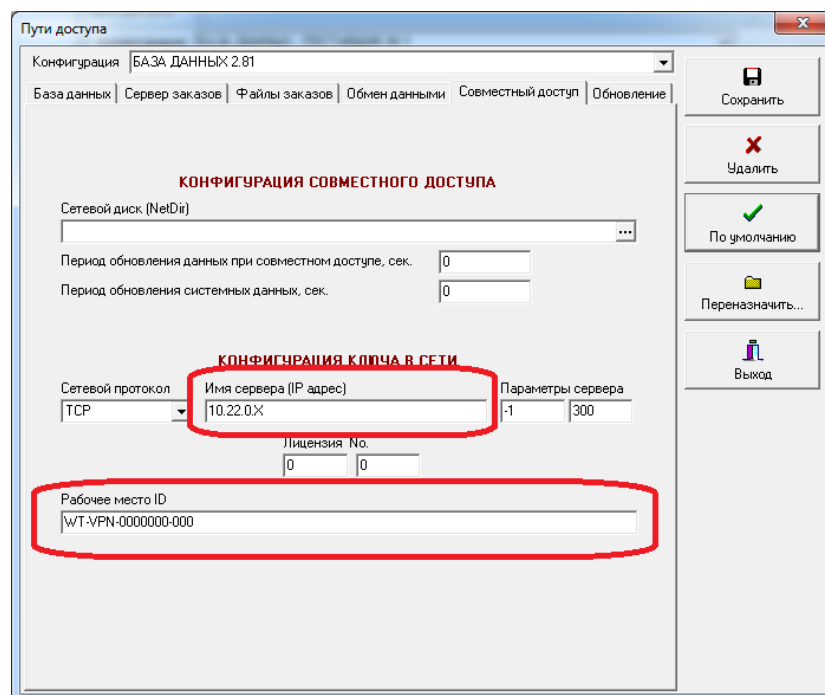 Пути доступа
Конфигурация БАЗА ДАННЫХ 2.81
База данных Сервер заказов Файлы заказов Обмен данными Совместный доступ Обновление
Сохранить
Удалить
По умолчанию
Переназначить...
Выход
КОНФИГУРАЦИЯ СОВМЕСТНОГО ДОСТУПА
Сетевой диск (NetDir)
...
Период обновления данных при совместном доступе, сек. 0
Период обновления системных данных, сек. 0
КОНФИГУРАЦИЯ КЛЮЧА В СЕТИ
Сетевой протокол Имя сервера (IP адрес) Параметры сервера
TCP 10.22.0.X -1 300
Лицензия No.
0 0
Рабочее место ID
WT-VPN-0000000-000